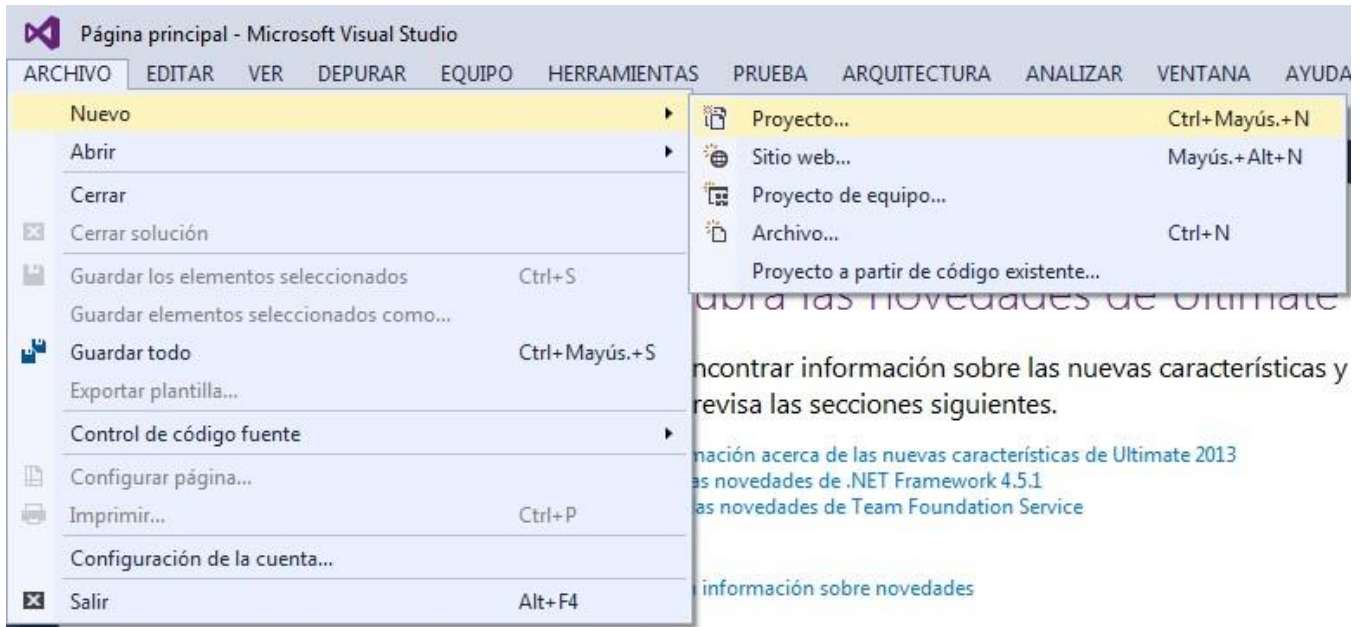 Página principal - Microsoft Visual Studio
ARCHIVO EDITAR VER DEPURAR EQUIPO HERRAMIENTAS PRUEBA ARQUITECTURA ANALIZAR VENTANA AYUDA
Nuevo
Abrir
Cerrar
Cerrar solución
Guardar los elementos seleccionados Ctrl+S
Guardar elementos seleccionados como...
Guardar todo Ctrl+Mayús.+S
Exportar plantilla...
Control de código fuente
Configurar página...
Imprimir... Ctrl+P
Configuración de la cuenta...
Salir Alt+F4
Proyecto... Ctrl+Mayús.+N
Sitio web... Mayús.+Alt+N
Proyecto de equipo...
Archivo... Ctrl+N
Proyecto a partir de código existente...
ubra las novedades de Ultimate
ncontrar información sobre las nuevas características y
revisa las secciones siguientes.
mación acerca de las nuevas características de Ultimate 2013
as novedades de .NET Framework 4.5.1
as novedades de Team Foundation Service
información sobre novedades